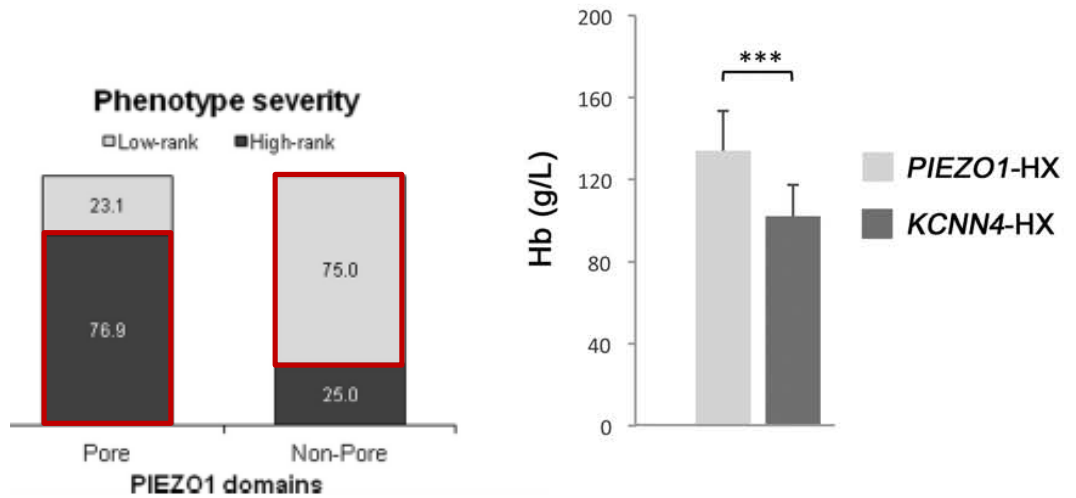 Phenotype severity
Low-rank High-rank
23.1
76.9
75.0
25.0
Pore Non-Pore
PIEZO1 domains
200
160
120
80
40
0
Hb (g/L)
***
PIEZO1-HX
KCNN4-HX